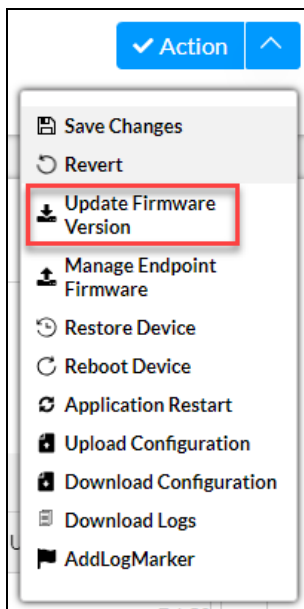 Action
Save Changes
Revert
Update Firmware
Version
Manage Endpoint
Firmware
Restore Device
Reboot Device
Application Restart
Upload Configuration
Download Configuration
Download Logs
AddLogMarker